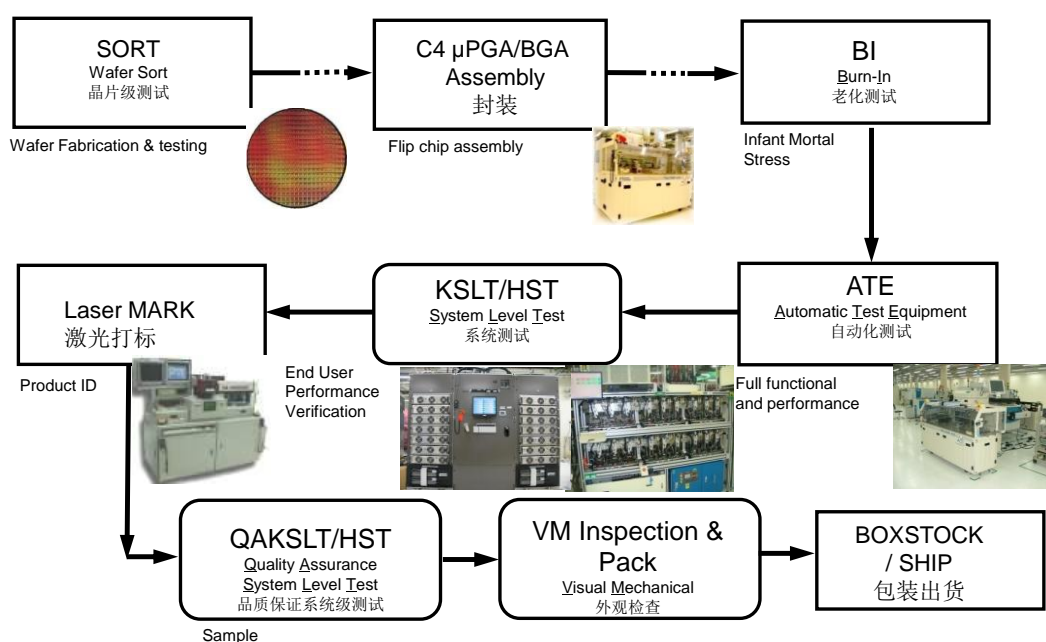 SORT
Wafer Sort
晶片级测试
Wafer Fabrication & testing
C4 µPGA/BGA
Assembly
封装
Flip chip assembly
BI
Burn-In
老化测试
Infant Mortal
Stress
ATE
Automatic Test Equipment
自动化测试
Full functional
and performance
KSLT/HST
System Level Test
系统测试
End User
Performance
Verification
Laser MARK
激光打标
Product ID
QAKSLT/HST
Quality Assurance
System Level Test
品质保证系统级测试
Sample
VM Inspection &
Pack
Visual Mechanical
外观检查
BOXSTOCK
/ SHIP
包装出货